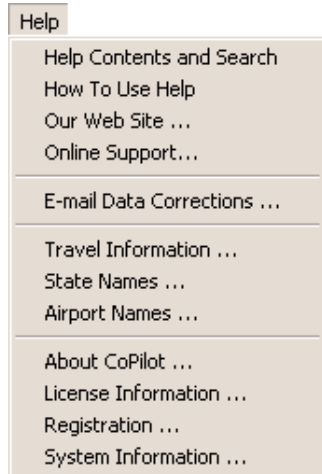 Help
Help Contents and Search
How To Use Help
Our Web Site ...
Online Support...
E-mail Data Corrections ...
Travel Information ...
State Names ...
Airport Names ...
About CoPilot ...
License Information ...
Registration ...
System Information ...